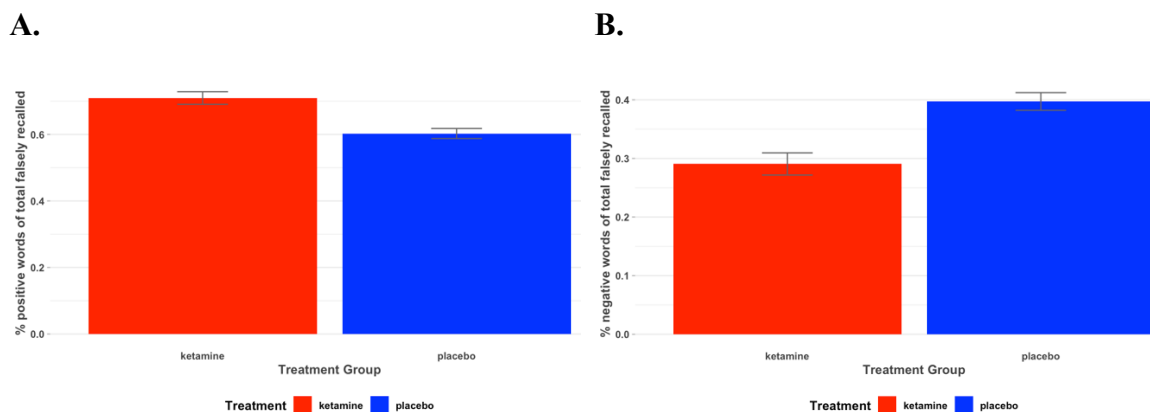 A.
% positive words of total falsely recalled
0.6
0.4
0.2
0.0
ketamine
placebo
Treatment Group
Treatment
ketamine
placebo
B.
% negative words of total falsely recalled
0.4
0.3
0.2
0.1
0.0
ketamine
placebo
Treatment Group
Treatment
ketamine
placebo